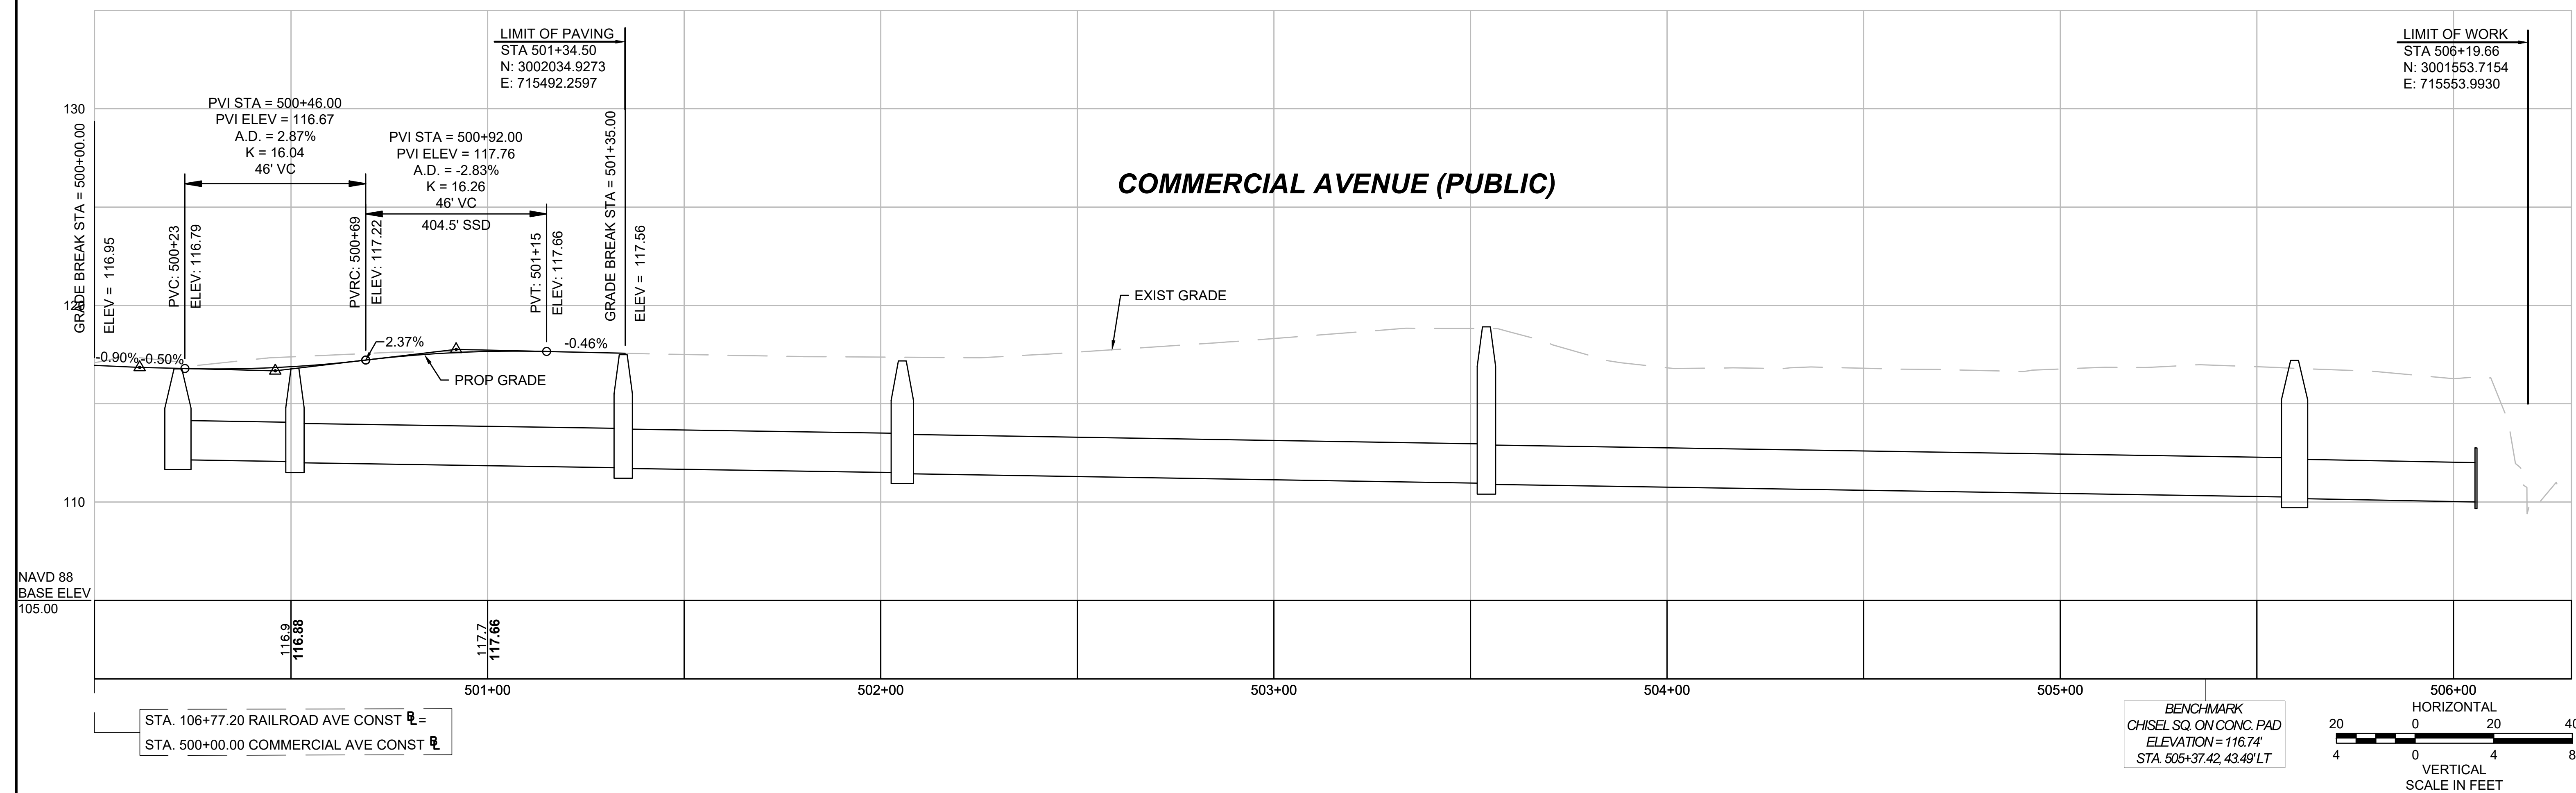 LIMIT OF PAVING
STA 501+34.50
N: 3002034.9273
E: 715492.2597
LIMIT OF WORK
STA 506+19.66
N: 3001553.7154
E: 715553.9930
130
PVI STA = 500+46.00
PVI ELEV = 116.67
A.D. = 2.87%
K = 16.04
46' VC
PVI STA = 500+92.00
PVI ELEV = 117.76
A.D. = -2.83%
K = 16.26
46' VC
404.5' SSD
COMMERCIAL AVENUE (PUBLIC)
GRADE BREAK STA = 500+00.00
ELEV = 116.95
PVC: 500+23
ELEV: 116.79
PVRC: 500+69
ELEV: 117.22
PVT: 501+15
ELEV: 117.66
GRADE BREAK STA = 501+35.00
ELEV = 117.56
120
EXIST GRADE
-0.90%
-0.50%
2.37%
-0.46%
PROP GRADE
110
NAVD 88
BASE ELEV
105.00
116.9
116.88
117.7
117.66
501+00
502+00
503+00
504+00
505+00
506+00
STA. 106+77.20 RAILROAD AVE CONST BL=
STA. 500+00.00 COMMERCIAL AVE CONST BL
BENCHMARK
CHISEL SQ. ON CONC. PAD
ELEVATION = 116.74'
STA. 505+37.42, 43.49' LT
HORIZONTAL
20 0 20 40
4 0 4 8
VERTICAL
SCALE IN FEET